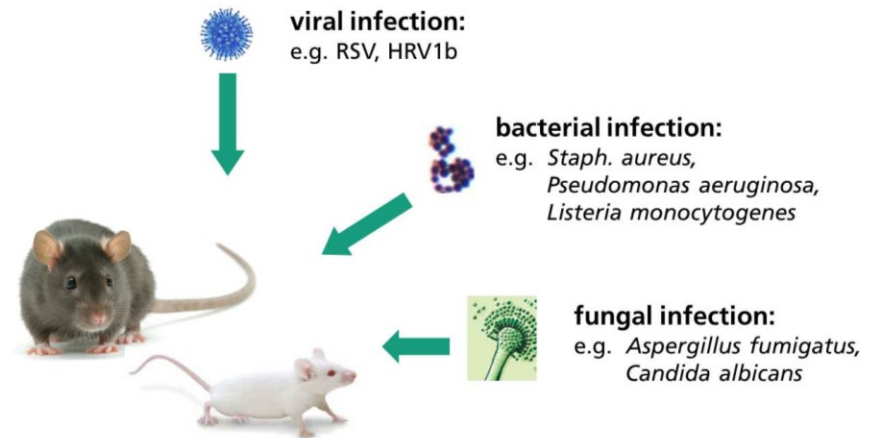 viral infection:
e.g. RSV, HRV1b
bacterial infection:
e.g. Staph. aureus,
Pseudomonas aeruginosa,
Listeria monocytogenes
fungal infection:
e.g. Aspergillus fumigatus,
Candida albicans